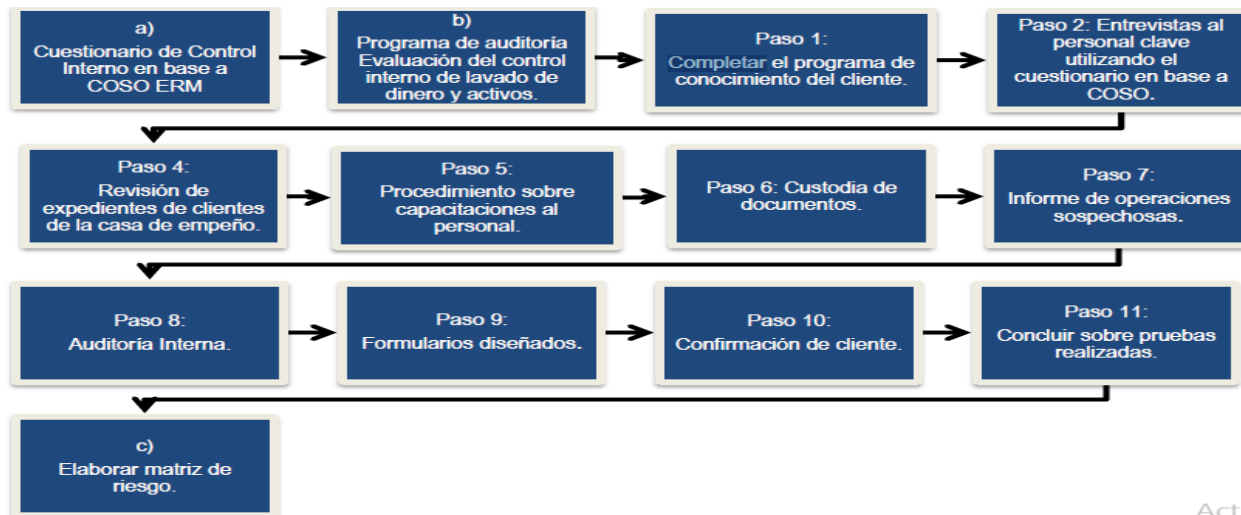 a)
Cuestionario de Control
Interno en base a
COSO ERM
b)
Programa de auditoría
Evaluación del control
interno de lavado de
dinero y activos.
Paso 1:
Completar el programa de
conocimiento del cliente.
Paso 2: Entrevistas al
personal clave
utilizando el
cuestionario en base a
COSO.
Paso 4:
Revisión de
expedientes de clientes
de la casa de empeño.
Paso 5:
Procedimiento sobre
capacitaciones al
personal.
Paso 6: Custodia de
documentos.
Paso 7:
Informe de operaciones
sospechosas.
Paso 8:
Auditoría Interna.
Paso 9:
Formularios diseñados.
Paso 10:
Confirmación de cliente.
Paso 11:
Concluir sobre pruebas
realizadas.
c)
Elaborar matriz de
riesgo.